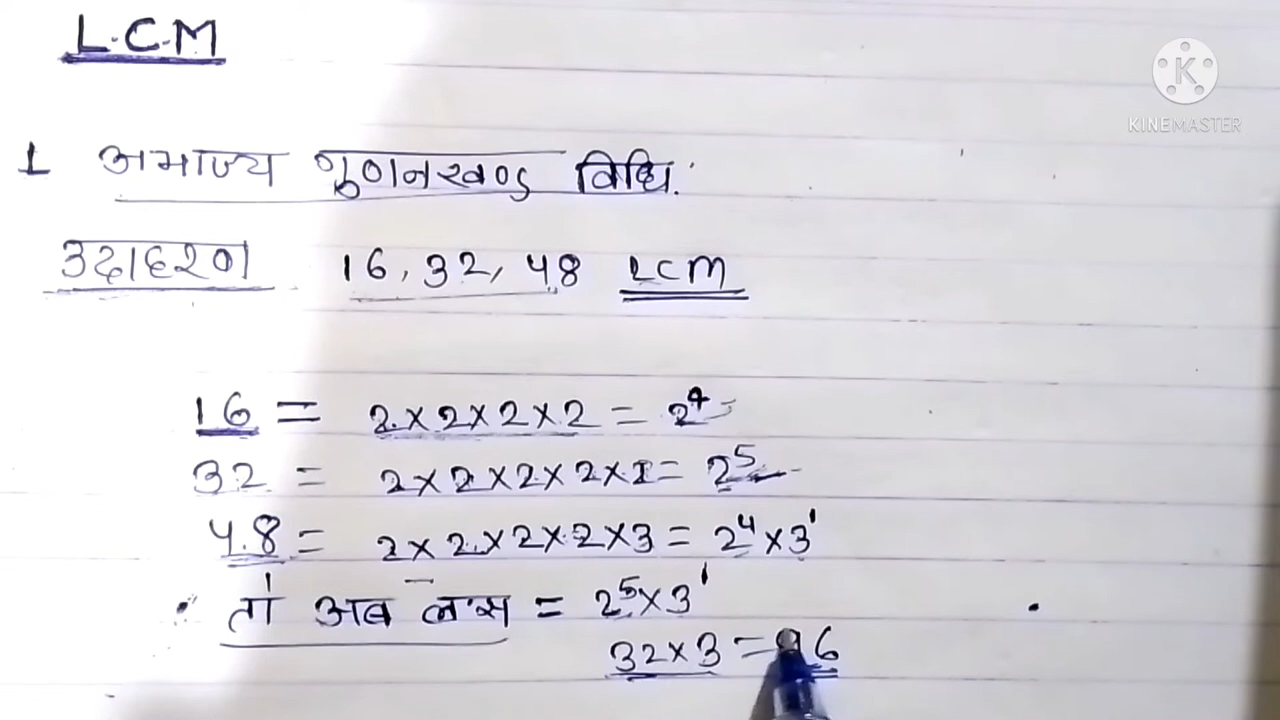 L.C.M
KINEMASTER
1 अभाज्य गुणनखण्ड विधि.
उदाहरण 16, 32, 48 LCM
16 = 2×2×2×2 = 2⁴
32 = 2×2×2×2×2 = 2⁵
48 = 2×2×2×2×3 = 2⁴×3¹
तो अब ल°स = 2⁵×3¹
32×3 = 96